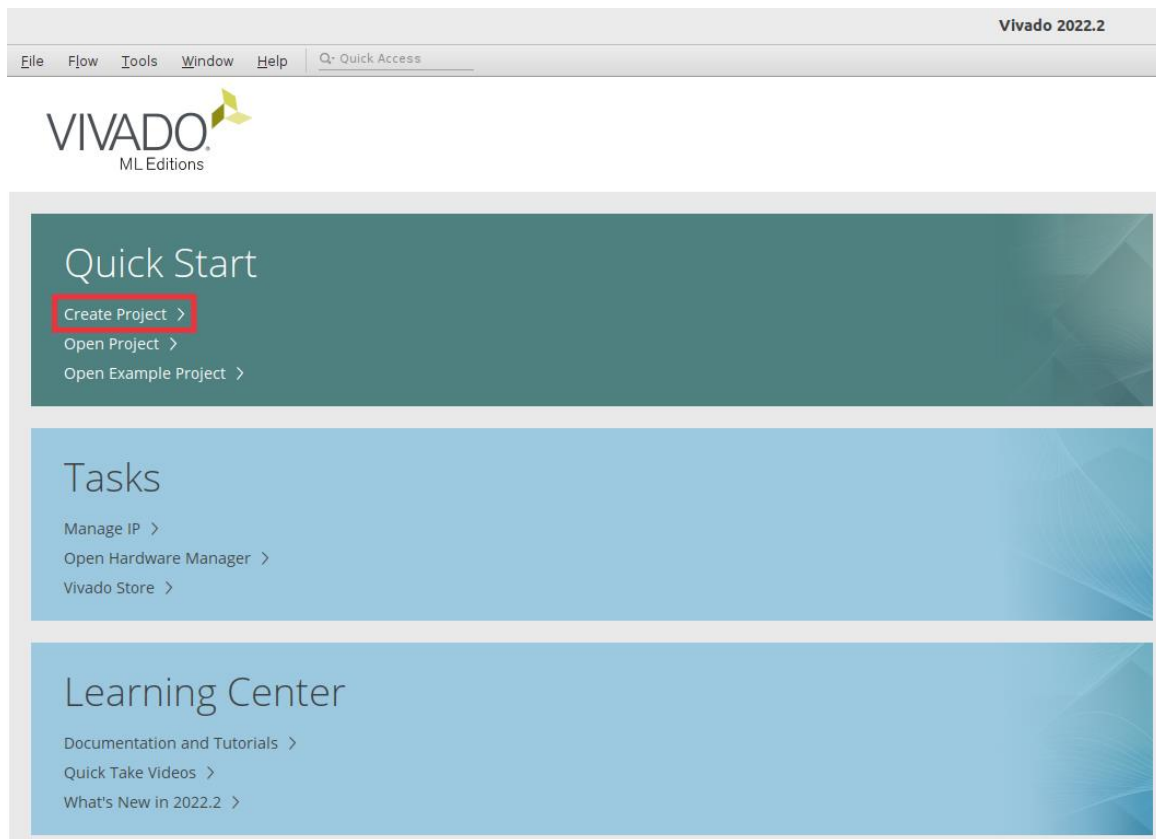 Vivado 2022.2
File Flow Tools Window Help Quick Access
VIVADO.
ML Editions
Quick Start
Create Project >
Open Project >
Open Example Project >
Tasks
Manage IP >
Open Hardware Manager >
Vivado Store >
Learning Center
Documentation and Tutorials >
Quick Take Videos >
What's New in 2022.2 >